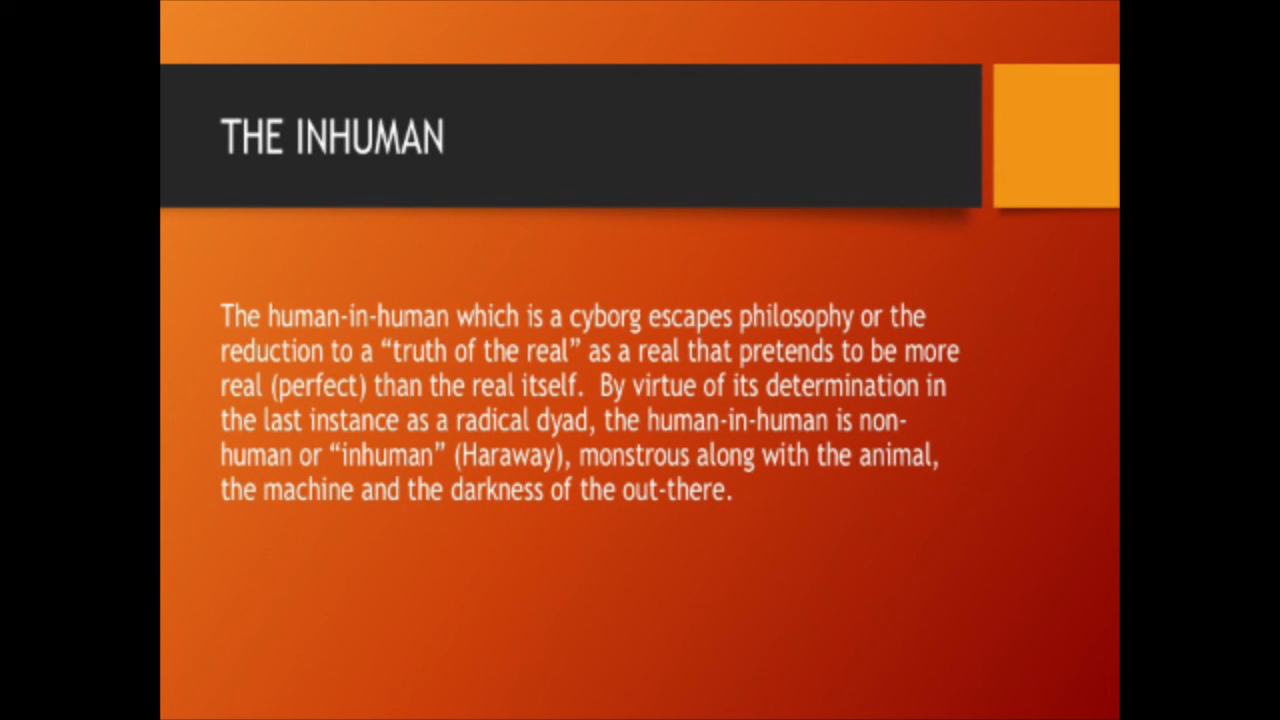 THE INHUMAN
The human-in-human which is a cyborg escapes philosophy or the
reduction to a “truth of the real” as a real that pretends to be more
real (perfect) than the real itself.  By virtue of its determination in
the last instance as a radical dyad, the human-in-human is non-
human or “inhuman” (Haraway), monstrous along with the animal,
the machine and the darkness of the out-there.